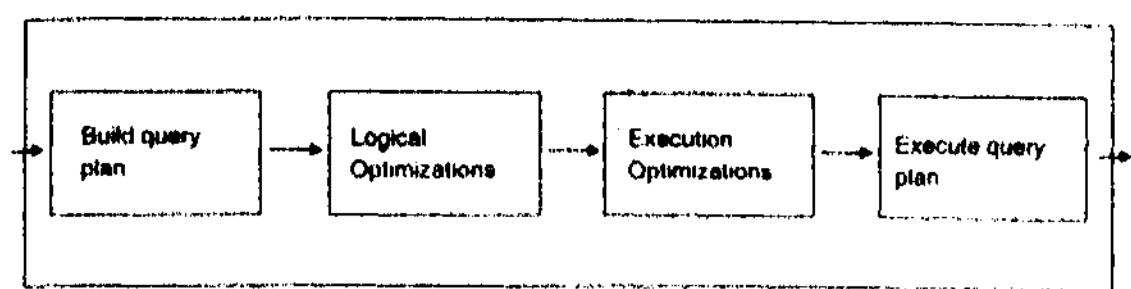 Build query
plan
Logical
Optimizations
Execution
Optimizations
Execute query
plan